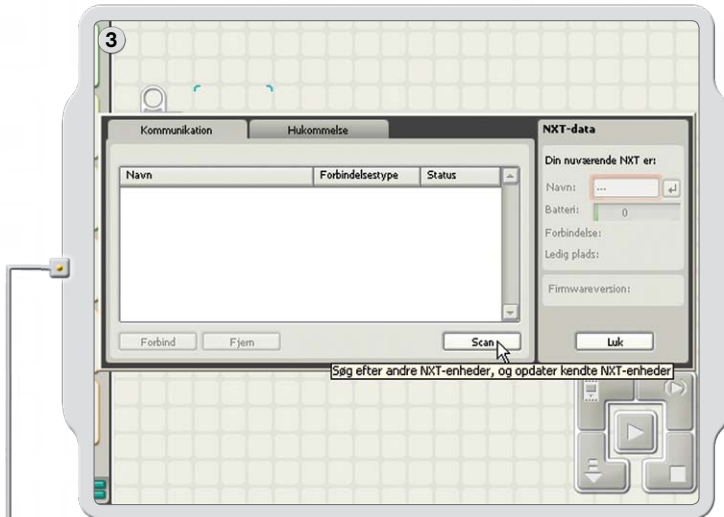 3
Kommunikation
Hukommelse
NXT-data
Navn Forbindelsestype Status
Din nuværende NXT er:
Navn: ...
Batteri: 0
Forbindelse:
Ledig plads:
Firmwareversion:
Forbind
Fjern
Scan
Luk
Søg efter andre NXT-enheder, og opdater kendte NXT-enheder